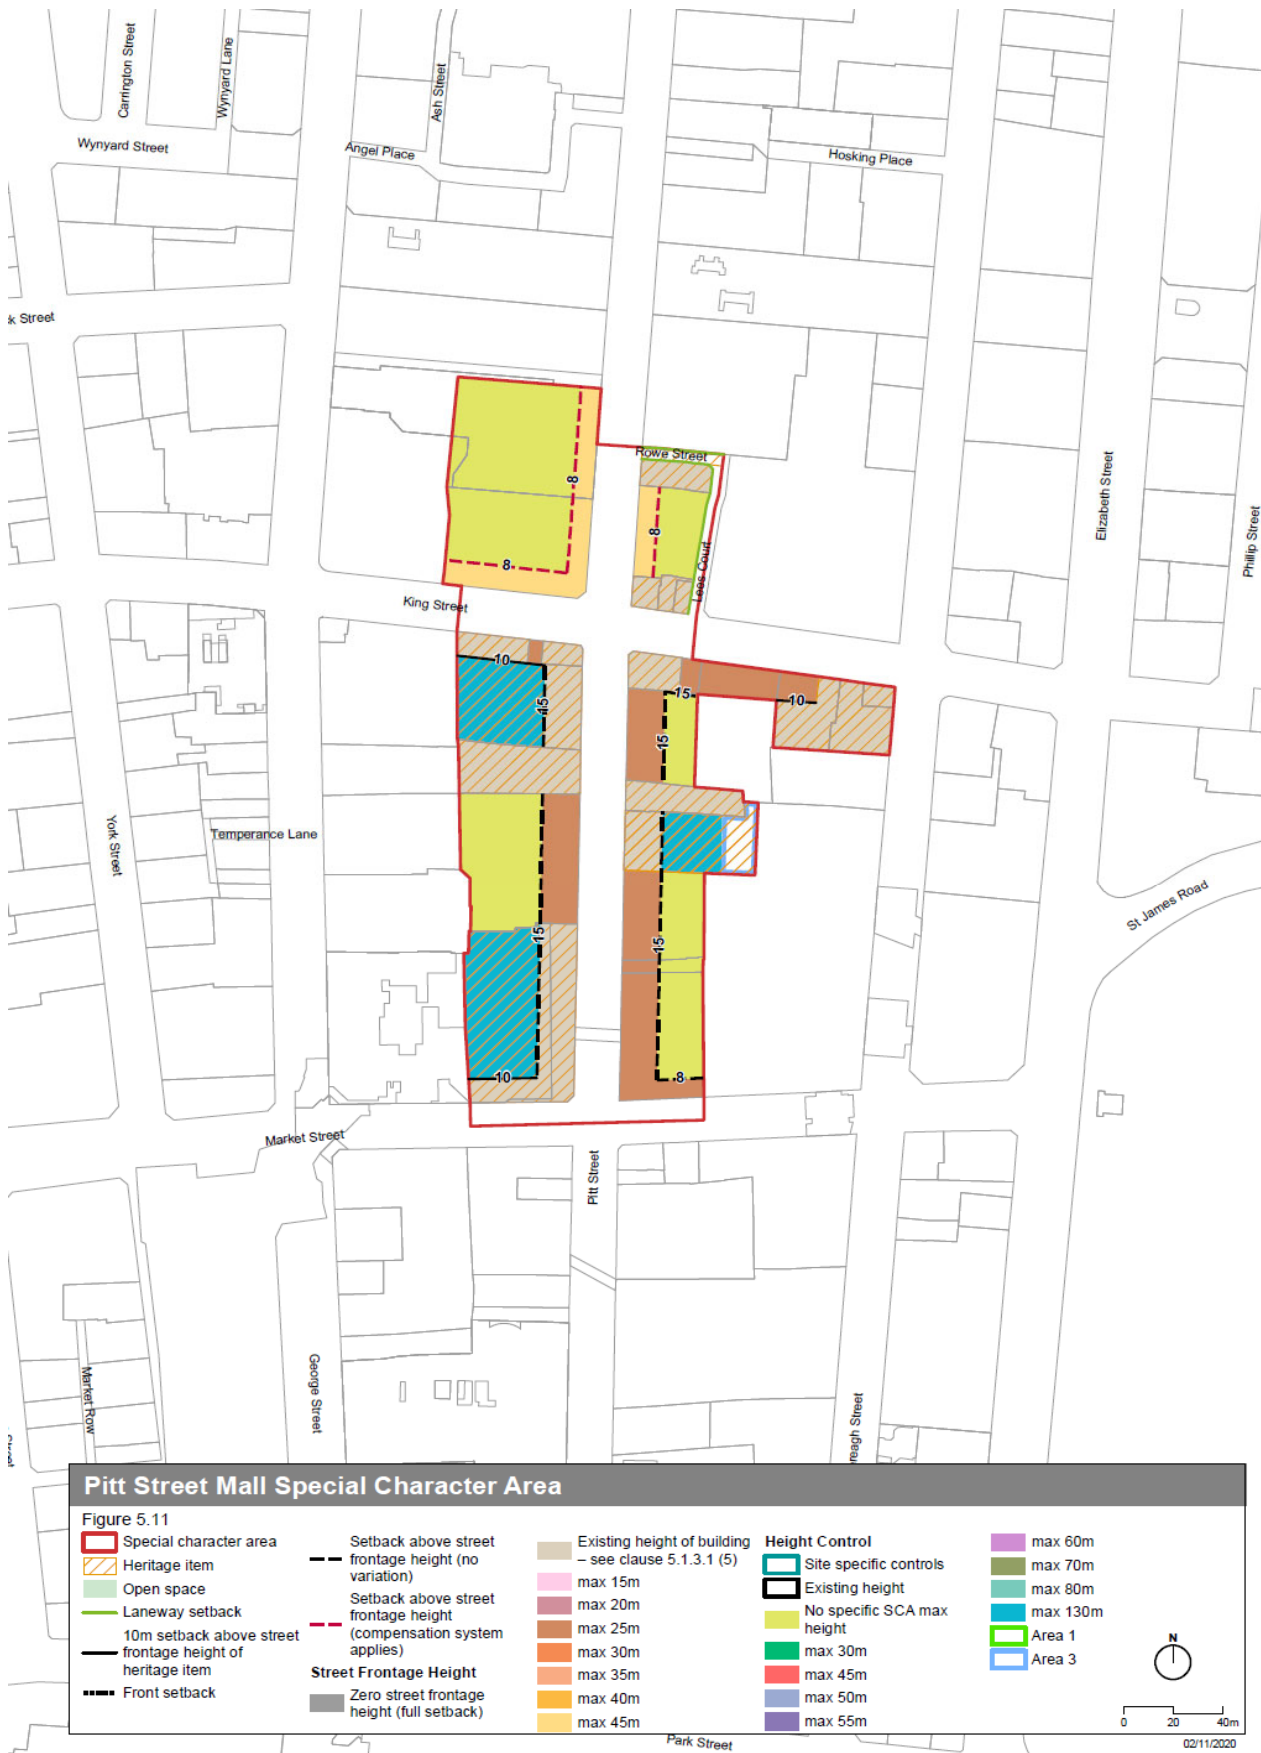 Carrington Street
Wynyard Lane
Ash Street
Wynyard Street
Angel Place
Hosking Place
k Street
Rowe Street
8
8
Elizabeth Street
Phillip Street
8
Lees Court
King Street
10
15
15
10
15
York Street
Temperance Lane
St James Road
15
15
10
8
Market Street
Pitt Street
Market Row
George Street
ereagh Street
Street
Pitt Street Mall Special Character Area
Figure 5.11
Special character area
Heritage item
Open space
Laneway setback
10m setback above street
frontage height of
heritage item
Front setback
Setback above street
frontage height (no
variation)
Setback above street
frontage height
(compensation system
applies)
Street Frontage Height
Zero street frontage
height (full setback)
Existing height of building
– see clause 5.1.3.1 (5)
max 15m
max 20m
max 25m
max 30m
max 35m
max 40m
max 45m
Height Control
Site specific controls
Existing height
No specific SCA max
height
max 30m
max 45m
max 50m
max 55m
max 60m
max 70m
max 80m
max 130m
Area 1
Area 3
N
0 20 40m
02/11/2020
Park Street